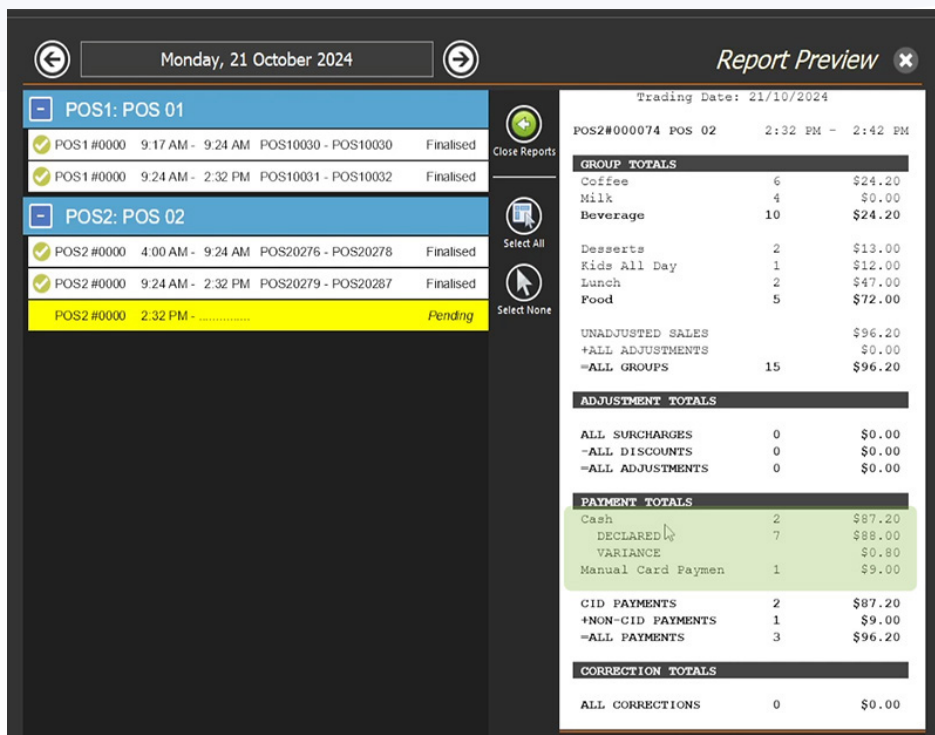 Monday, 21 October 2024
Report Preview
POS1: POS 01
POS1 #0000 9:17 AM - 9:24 AM POS10030 - POS10030 Finalised
POS1 #0000 9:24 AM - 2:32 PM POS10031 - POS10032 Finalised
POS2: POS 02
POS2 #0000 4:00 AM - 9:24 AM POS20276 - POS20278 Finalised
POS2 #0000 9:24 AM - 2:32 PM POS20279 - POS20287 Finalised
POS2 #0000 2:32 PM - .............. Pending
Close Reports
Select All
Select None
Trading Date: 21/10/2024
POS2#000074 POS 02 2:32 PM - 2:42 PM
GROUP TOTALS
Coffee 6 $24.20
Milk 4 $0.00
Beverage 10 $24.20
Desserts 2 $13.00
Kids All Day 1 $12.00
Lunch 2 $47.00
Food 5 $72.00
UNADJUSTED SALES $96.20
+ALL ADJUSTMENTS $0.00
=ALL GROUPS 15 $96.20
ADJUSTMENT TOTALS
ALL SURCHARGES 0 $0.00
-ALL DISCOUNTS 0 $0.00
=ALL ADJUSTMENTS 0 $0.00
PAYMENT TOTALS
Cash 2 $87.20
DECLARED 7 $88.00
VARIANCE $0.80
Manual Card Paymen 1 $9.00
CID PAYMENTS 2 $87.20
+NON-CID PAYMENTS 1 $9.00
=ALL PAYMENTS 3 $96.20
CORRECTION TOTALS
ALL CORRECTIONS 0 $0.00